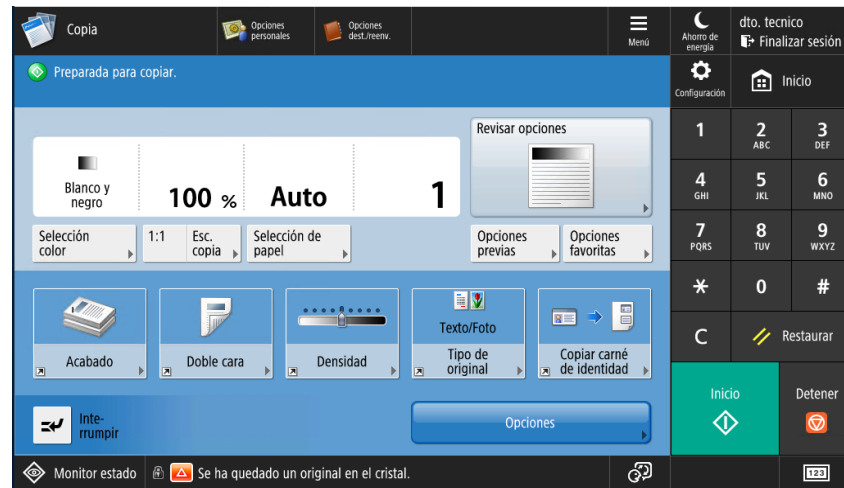 Copia
Opciones
personales
Opciones
dest./reenv.
Menú
Ahorro de
energía
dto. tecnico
Finalizar sesión
Preparada para copiar.
Configuración
Inicio
Blanco y
negro
100 %
Auto
1
Revisar opciones
Selección
color
1:1
Esc.
copia
Selección de
papel
Opciones
previas
Opciones
favoritas
Acabado
Doble cara
Densidad
Texto/Foto
Tipo de
original
Copiar carné
de identidad
Inte-
rrumpir
Opciones
1
2
ABC
3
DEF
4
GHI
5
JKL
6
MNO
7
PQRS
8
TUV
9
WXYZ
*
0
#
C
Restaurar
Inicio
Detener
Monitor estado
Se ha quedado un original en el cristal.
123